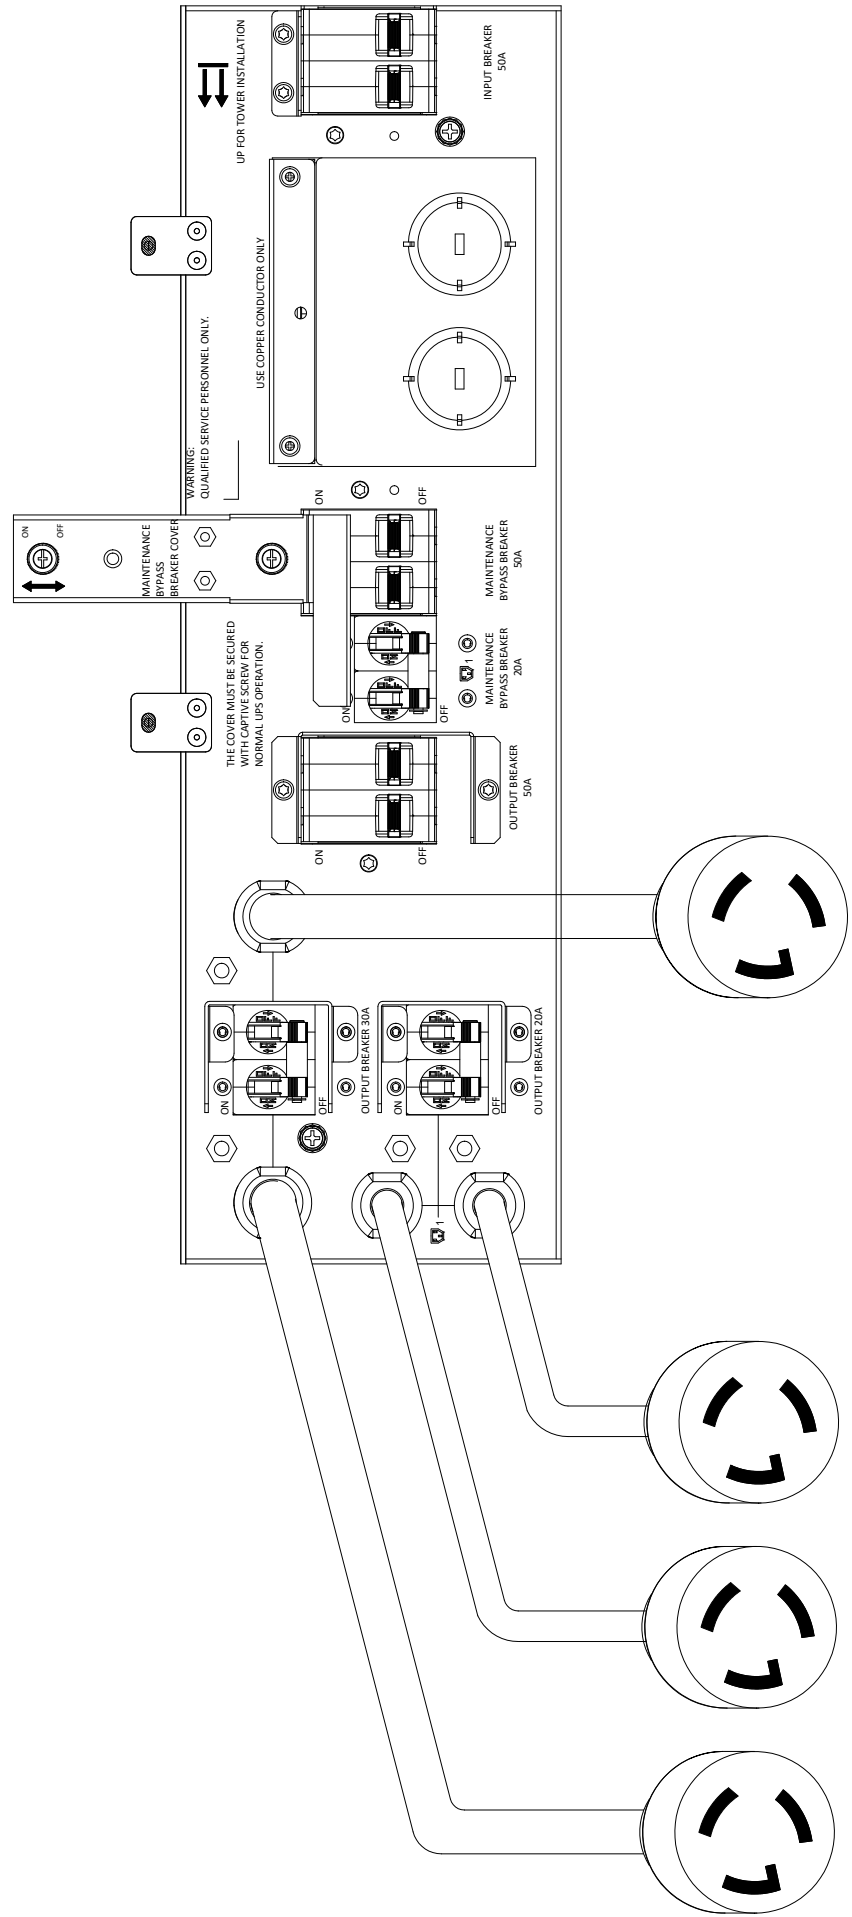 UP FOR TOWER INSTALLATION
INPUT BREAKER
50A
USE COPPER CONDUCTOR ONLY
WARNING:
QUALIFIED SERVICE PERSONNEL ONLY.
ON
OFF
MAINTENANCE
BYPASS
BREAKER COVER
ON
OFF
MAINTENANCE
BYPASS BREAKER
50A
THE COVER MUST BE SECURED
WITH CAPTIVE SCREW FOR
NORMAL UPS OPERATION.
1
MAINTENANCE
BYPASS BREAKER
20A
ON
OFF
OUTPUT BREAKER
50A
ON
OFF
OUTPUT BREAKER 30A
ON
OFF
OUTPUT BREAKER 20A
ON
OFF
1